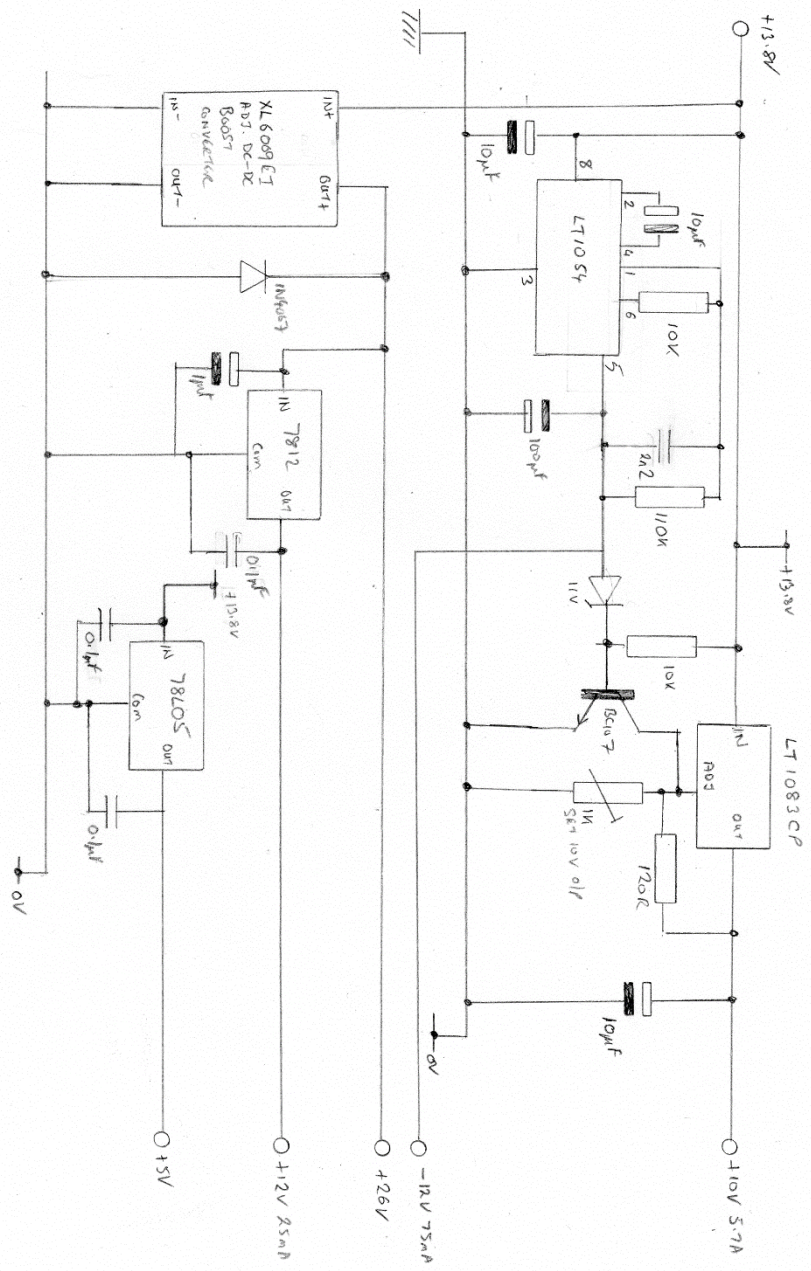 +13.8V
10µF
8
LT1054
2
10µF
4
1
6
10K
3
5
100µF
2n2
110K
+13.8V
11V
10K
BC107
LT1083CP
IN
ADJ
OUT
1K
SET 10V O/P
120R
10µF
0V
+10V 5.7A
-12V 75mA
IN+
XL6009EI
ADJ. DC-DC
BOOST
CONVERTER
IN-
OUT+
OUT-
1µF
IN
7812
Com
OUT
0.1µF
+13.8V
0.1µF
IN
78L05
Com
OUT
0.1µF
0V
+26V
+12V 25mA
+5V